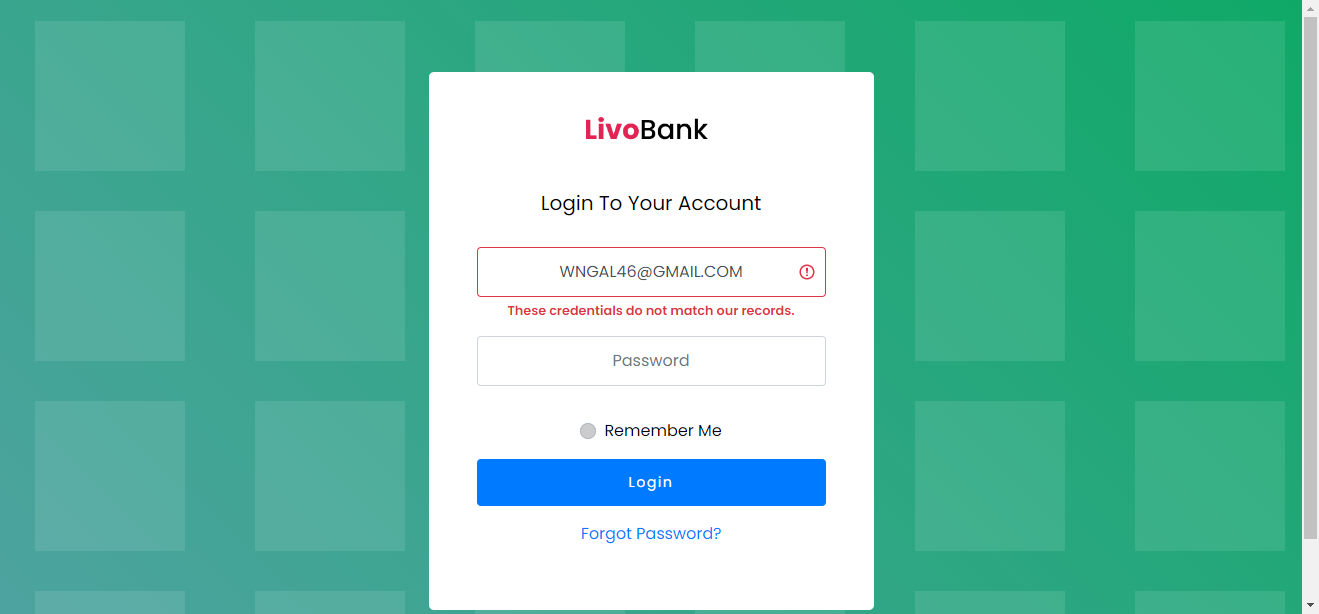 LivoBank
Login To Your Account
WNGAL46@GMAIL.COM
These credentials do not match our records.
Password
Remember Me
Login
Forgot Password?